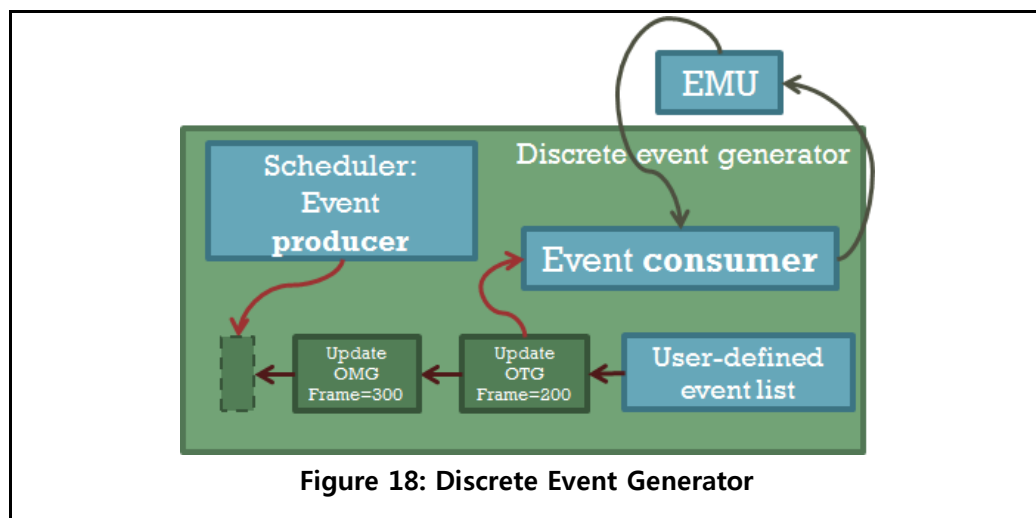 EMU
Discrete event generator
Scheduler:
Event
producer
Event consumer
Update
OMG
Frame=300
Update
OTG
Frame=200
User-defined
event list
Figure 18: Discrete Event Generator